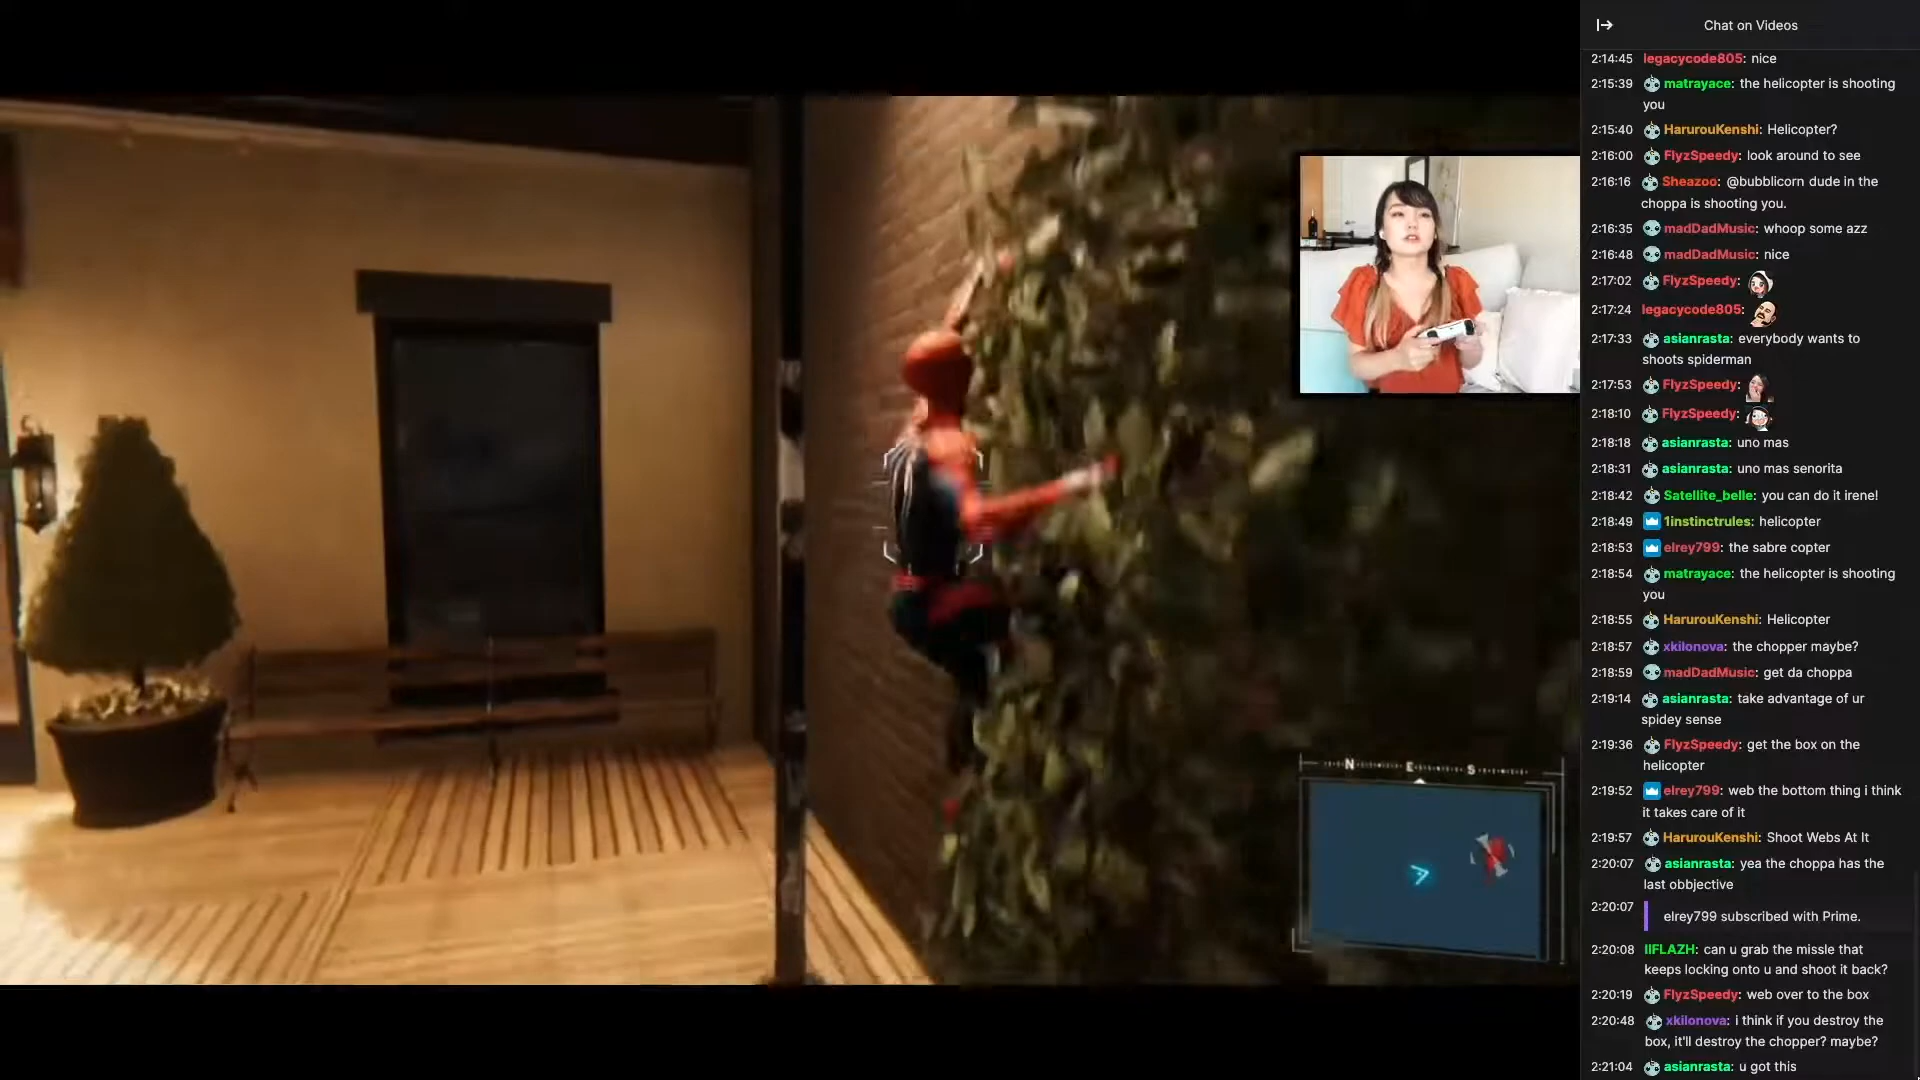 Chat on Videos
2:14:45 legacycode805: nice
2:15:39 matrayace: the helicopter is shooting
you
2:15:40 HarurouKenshi: Helicopter?
2:16:00 FlyzSpeedy: look around to see
2:16:16 Sheazoo: @bubblicorn dude in the
choppa is shooting you.
2:16:35 madDadMusic: whoop some azz
2:16:48 madDadMusic: nice
2:17:02 FlyzSpeedy:
2:17:24 legacycode805:
2:17:33 asianrasta: everybody wants to
shoots spiderman
2:17:53 FlyzSpeedy:
2:18:10 FlyzSpeedy:
2:18:18 asianrasta: uno mas
2:18:31 asianrasta: uno mas senorita
2:18:42 Satellite_belle: you can do it irene!
2:18:49 1instinctrules: helicopter
2:18:53 elrey799: the sabre copter
2:18:54 matrayace: the helicopter is shooting
you
2:18:55 HarurouKenshi: Helicopter
2:18:57 xkilonova: the chopper maybe?
2:18:59 madDadMusic: get da choppa
2:19:14 asianrasta: take advantage of ur
spidey sense
2:19:36 FlyzSpeedy: get the box on the
helicopter
2:19:52 elrey799: web the bottom thing i think
it takes care of it
2:19:57 HarurouKenshi: Shoot Webs At It
2:20:07 asianrasta: yea the choppa has the
last obbjective
2:20:07 elrey799 subscribed with Prime.
2:20:08 IIFLAZH: can u grab the missle that
keeps locking onto u and shoot it back?
2:20:19 FlyzSpeedy: web over to the box
2:20:48 xkilonova: i think if you destroy the
box, it'll destroy the chopper? maybe?
2:21:04 asianrasta: u got this
N E S